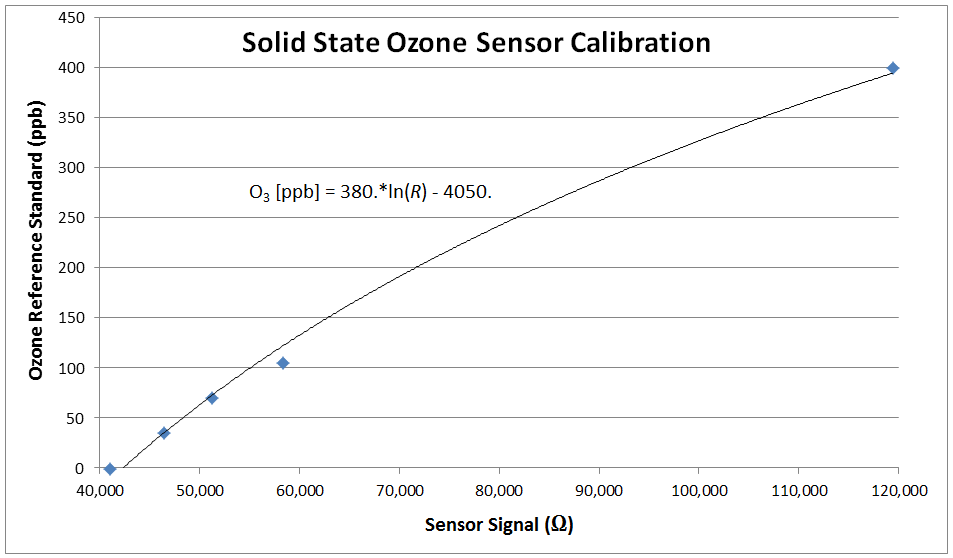 Solid State Ozone Sensor Calibration
Ozone Reference Standard (ppb)
450
400
350
300
250
200
150
100
50
0
O₃ [ppb] = 380.*ln(R) - 4050.
40,000 50,000 60,000 70,000 80,000 90,000 100,000 110,000 120,000
Sensor Signal (Ω)